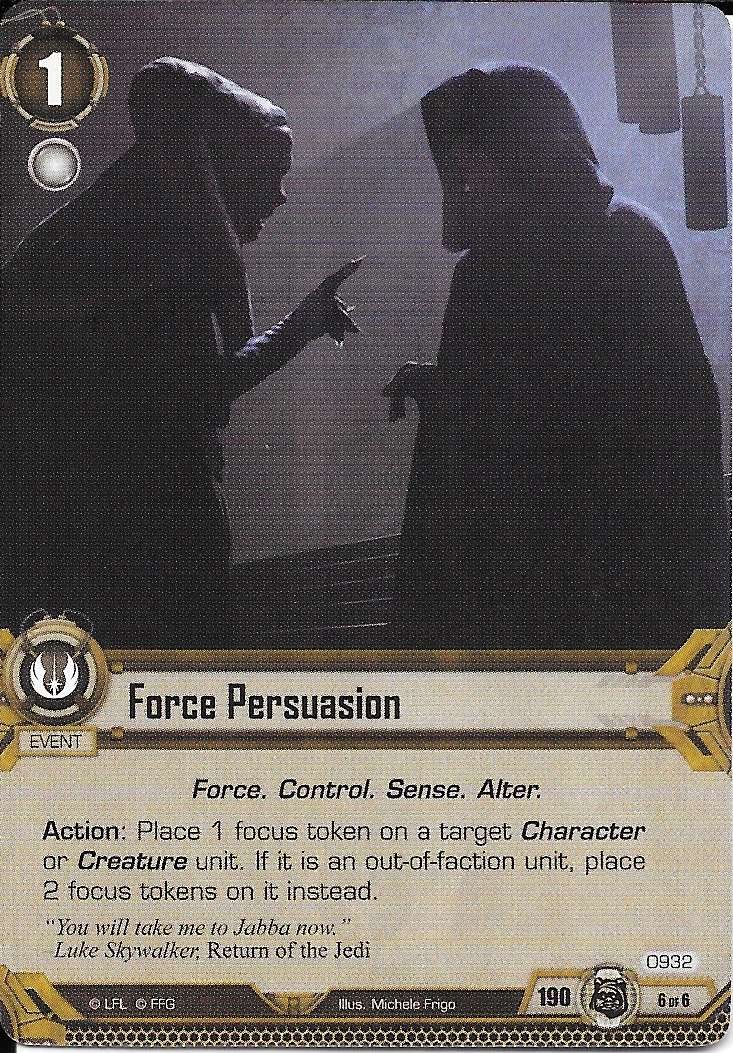 1
Force Persuasion
EVENT
Force. Control. Sense. Alter.
Action: Place 1 focus token on a target Character
or Creature unit. If it is an out-of-faction unit, place
2 focus tokens on it instead.
"You will take me to Jabba now."
Luke Skywalker, Return of the Jedi
0932
© LFL © FFG
Illus. Michele Frigo
190
6 OF 6